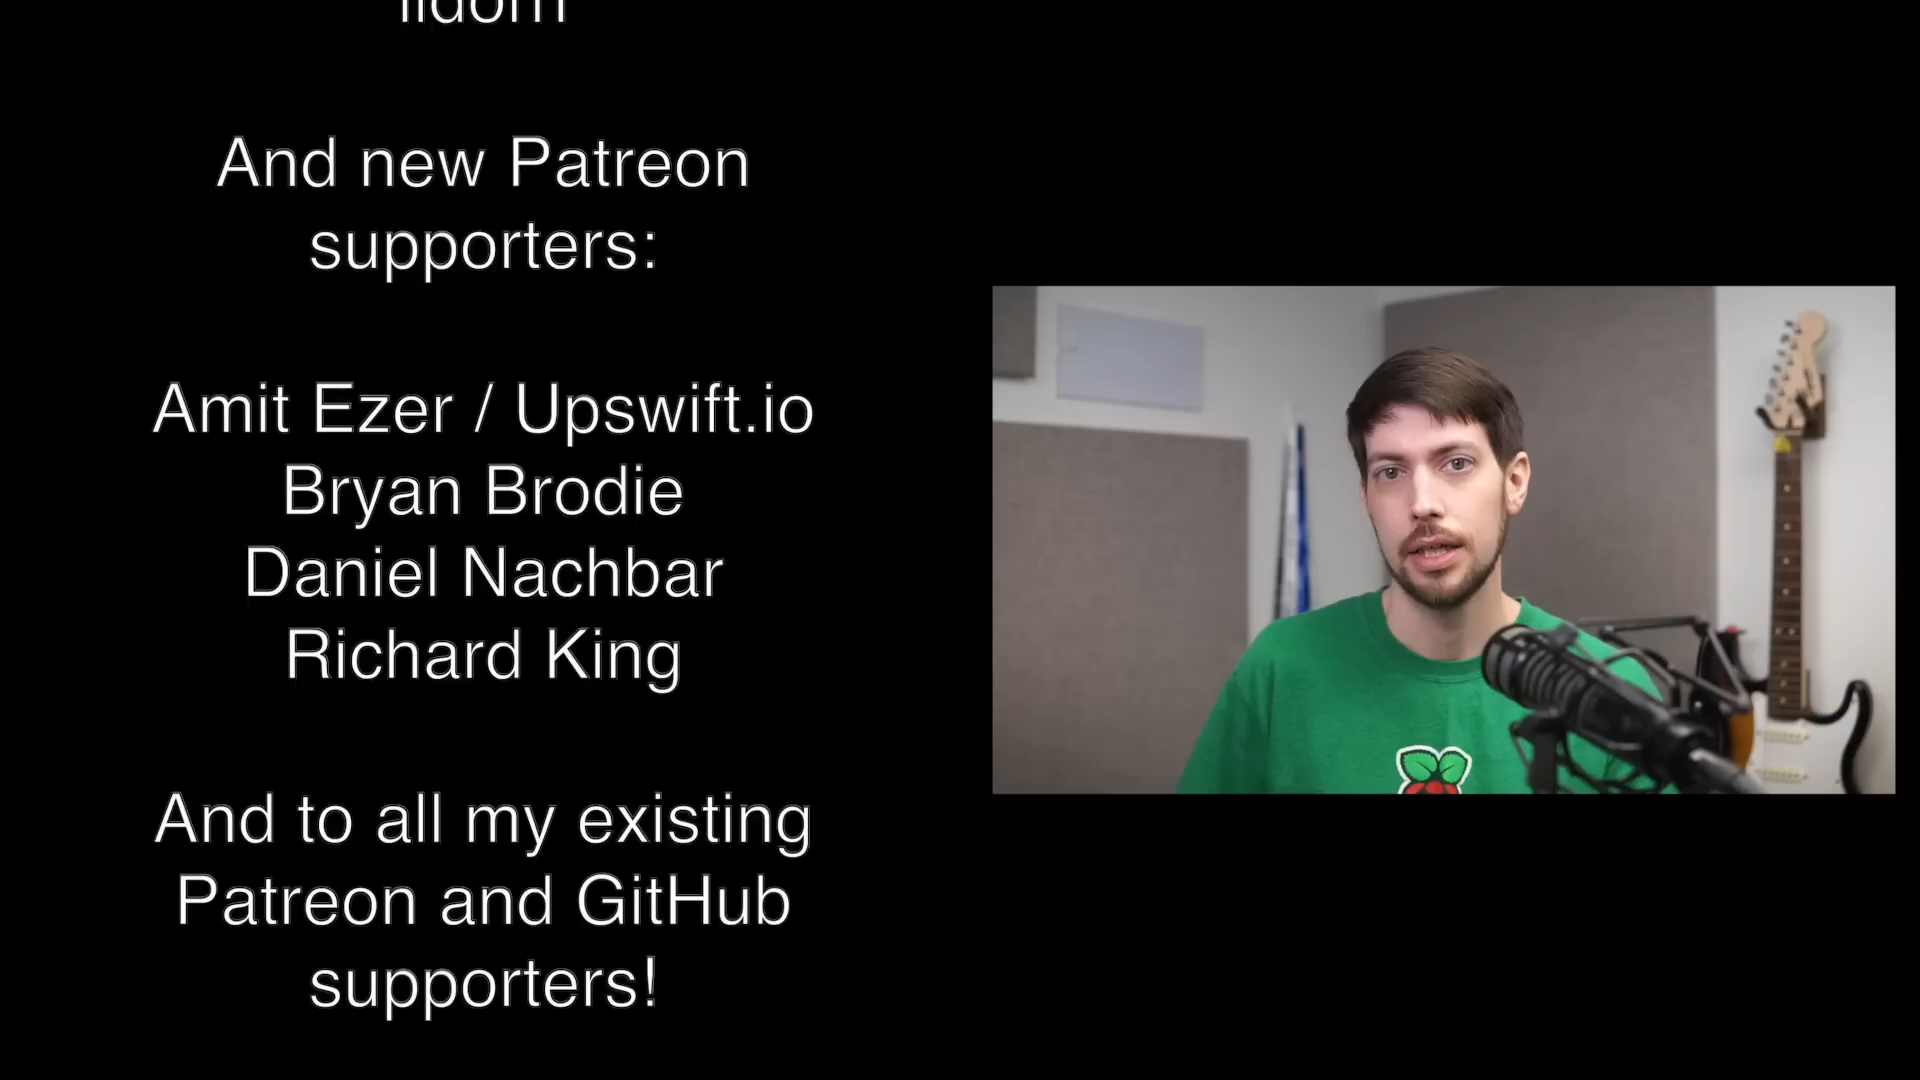 And new Patreon
supporters:
Amit Ezer / Upswift.io
Bryan Brodie
Daniel Nachbar
Richard King
And to all my existing
Patreon and GitHub
supporters!